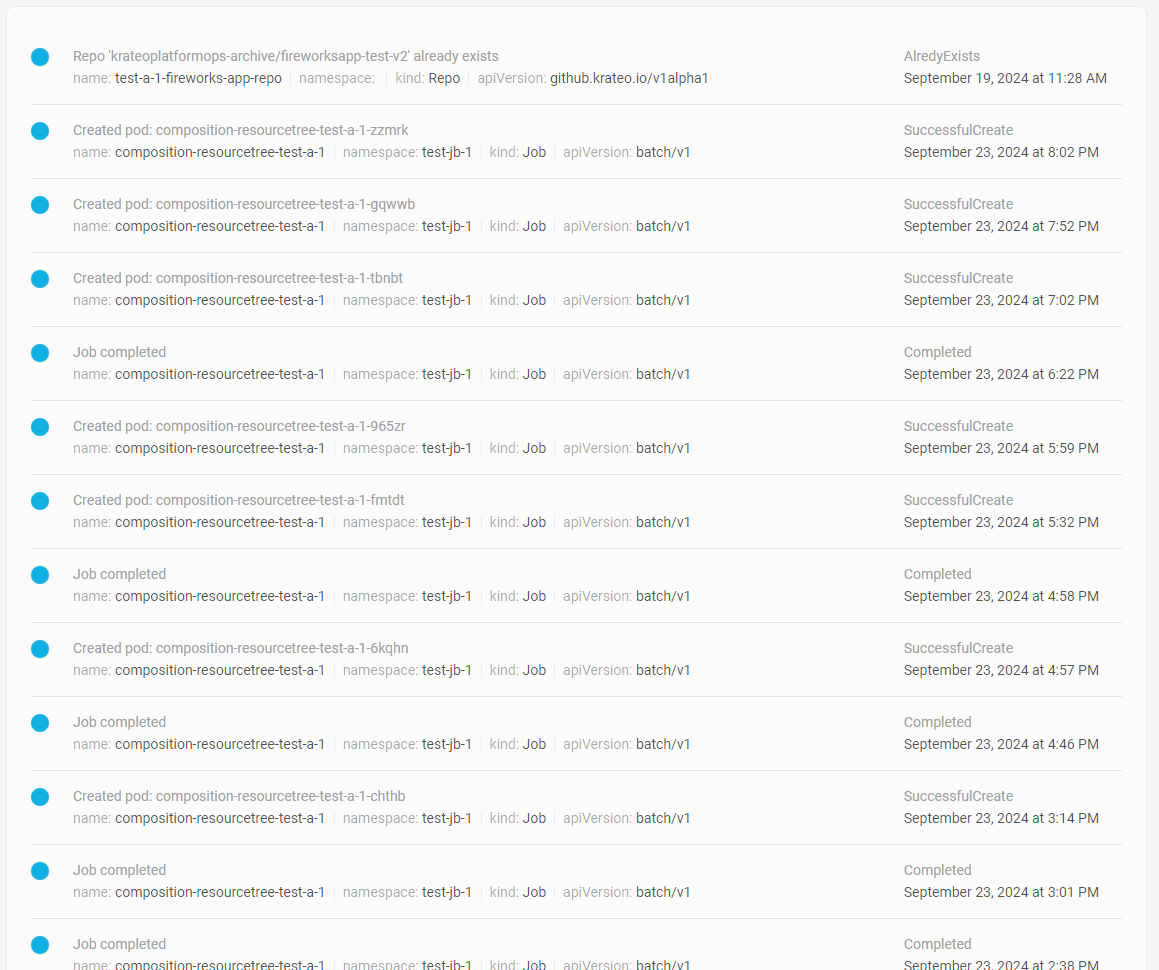 Repo 'krateoplatformops-archive/fireworksapp-test-v2' already exists AlredyExists
name: test-a-1-fireworks-app-repo namespace: kind: Repo apiVersion: github.krateo.io/v1alpha1 September 19, 2024 at 11:28 AM
Created pod: composition-resourcetree-test-a-1-zzmrk SuccessfulCreate
name: composition-resourcetree-test-a-1 namespace: test-jb-1 kind: Job apiVersion: batch/v1 September 23, 2024 at 8:02 PM
Created pod: composition-resourcetree-test-a-1-gqwwb SuccessfulCreate
name: composition-resourcetree-test-a-1 namespace: test-jb-1 kind: Job apiVersion: batch/v1 September 23, 2024 at 7:52 PM
Created pod: composition-resourcetree-test-a-1-tbnbt SuccessfulCreate
name: composition-resourcetree-test-a-1 namespace: test-jb-1 kind: Job apiVersion: batch/v1 September 23, 2024 at 7:02 PM
Job completed Completed
name: composition-resourcetree-test-a-1 namespace: test-jb-1 kind: Job apiVersion: batch/v1 September 23, 2024 at 6:22 PM
Created pod: composition-resourcetree-test-a-1-965zr SuccessfulCreate
name: composition-resourcetree-test-a-1 namespace: test-jb-1 kind: Job apiVersion: batch/v1 September 23, 2024 at 5:59 PM
Created pod: composition-resourcetree-test-a-1-fmtdt SuccessfulCreate
name: composition-resourcetree-test-a-1 namespace: test-jb-1 kind: Job apiVersion: batch/v1 September 23, 2024 at 5:32 PM
Job completed Completed
name: composition-resourcetree-test-a-1 namespace: test-jb-1 kind: Job apiVersion: batch/v1 September 23, 2024 at 4:58 PM
Created pod: composition-resourcetree-test-a-1-6kqhn SuccessfulCreate
name: composition-resourcetree-test-a-1 namespace: test-jb-1 kind: Job apiVersion: batch/v1 September 23, 2024 at 4:57 PM
Job completed Completed
name: composition-resourcetree-test-a-1 namespace: test-jb-1 kind: Job apiVersion: batch/v1 September 23, 2024 at 4:46 PM
Created pod: composition-resourcetree-test-a-1-chthb SuccessfulCreate
name: composition-resourcetree-test-a-1 namespace: test-jb-1 kind: Job apiVersion: batch/v1 September 23, 2024 at 3:14 PM
Job completed Completed
name: composition-resourcetree-test-a-1 namespace: test-jb-1 kind: Job apiVersion: batch/v1 September 23, 2024 at 3:01 PM
Job completed Completed
name: composition-resourcetree-test-a-1 namespace: test-jb-1 kind: Job apiVersion: batch/v1 September 23, 2024 at 2:38 PM